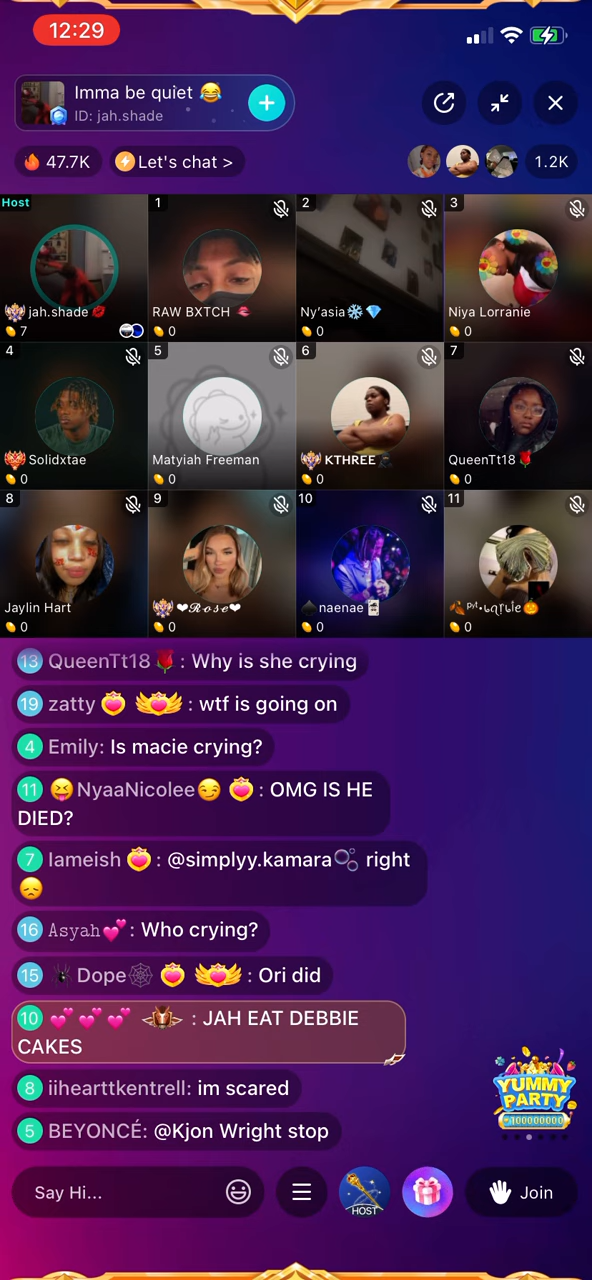 12:29
Imma be quiet 😂
ID: jah.shade
47.7K
Let's chat >
1.2K
Host
jah.shade💋
7
1
RAW BXTCH 🫦
0
2
Ny'asia❄️💎
0
3
Niya Lorranie
0
4
Solidxtae
0
5
Matyiah Freeman
0
6
KTHREE
0
7
QueenTt18🌹
0
8
Jaylin Hart
0
9
❤𝓡𝓸𝓼𝓮❤
0
10
♠️naenae🃏
0
11
0
13 QueenTt18🌹: Why is she crying
19 zatty : wtf is going on
4 Emily: Is macie crying?
11 😝NyaaNicolee😏 : OMG IS HE
DIED?
7 Iameish : @simplyy.kamara🫧 right
😞
16 𝙰𝚜𝚢𝚊𝚑💕: Who crying?
15 🕷️Dope🕸️ : Ori did
10 💕💕💕 : JAH EAT DEBBIE
CAKES
8 iihearttkentrell: im scared
5 BEYONCÉ: @Kjon Wright stop
YUMMY
PARTY
Say Hi...
HOST
Join